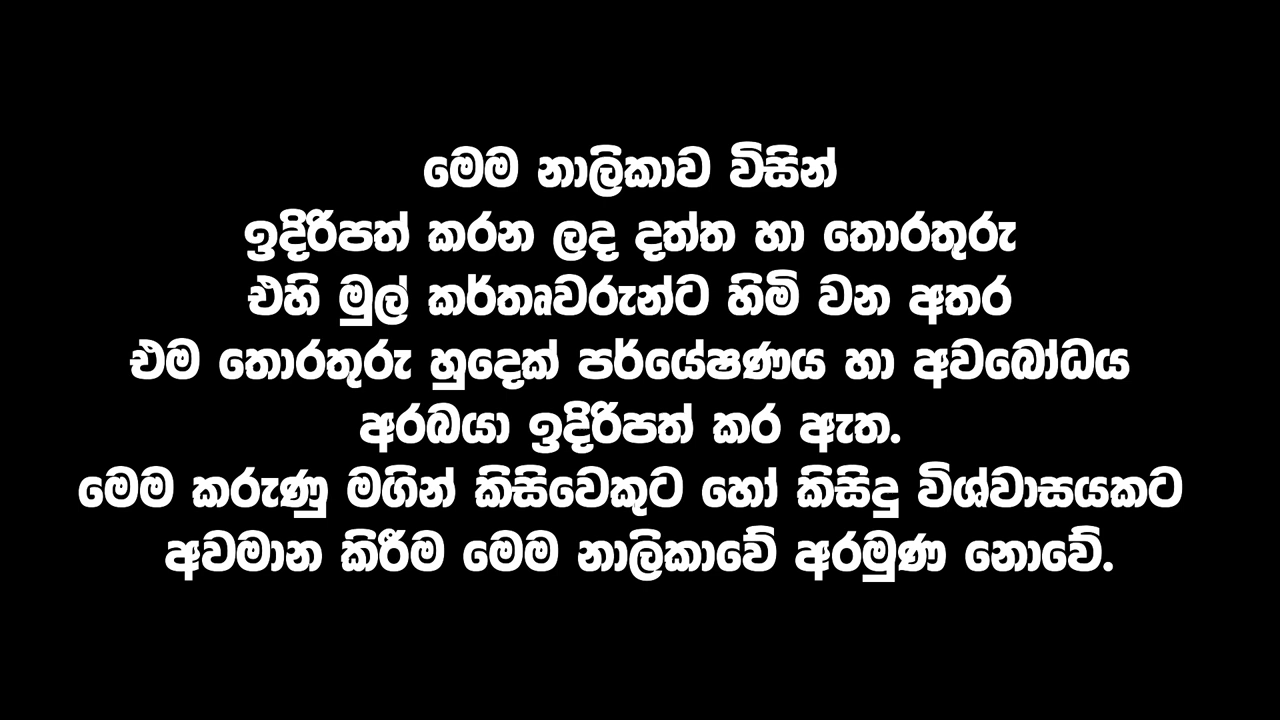 මෙම නාලිකාව විසින්
ඉදිරිපත් කරන ලද දත්ත හා තොරතුරු
එහි මුල් කර්තෘවරුන්ට හිමි වන අතර
එම තොරතුරු හුදෙක් පර්යේෂණය හා අවබෝධය
අරබයා ඉදිරිපත් කර ඇත.
මෙම කරුණු මගින් කිසිවෙකුට හෝ කිසිදු විශ්වාසයකට
අවමාන කිරීම මෙම නාලිකාවේ අරමුණ නොවේ.